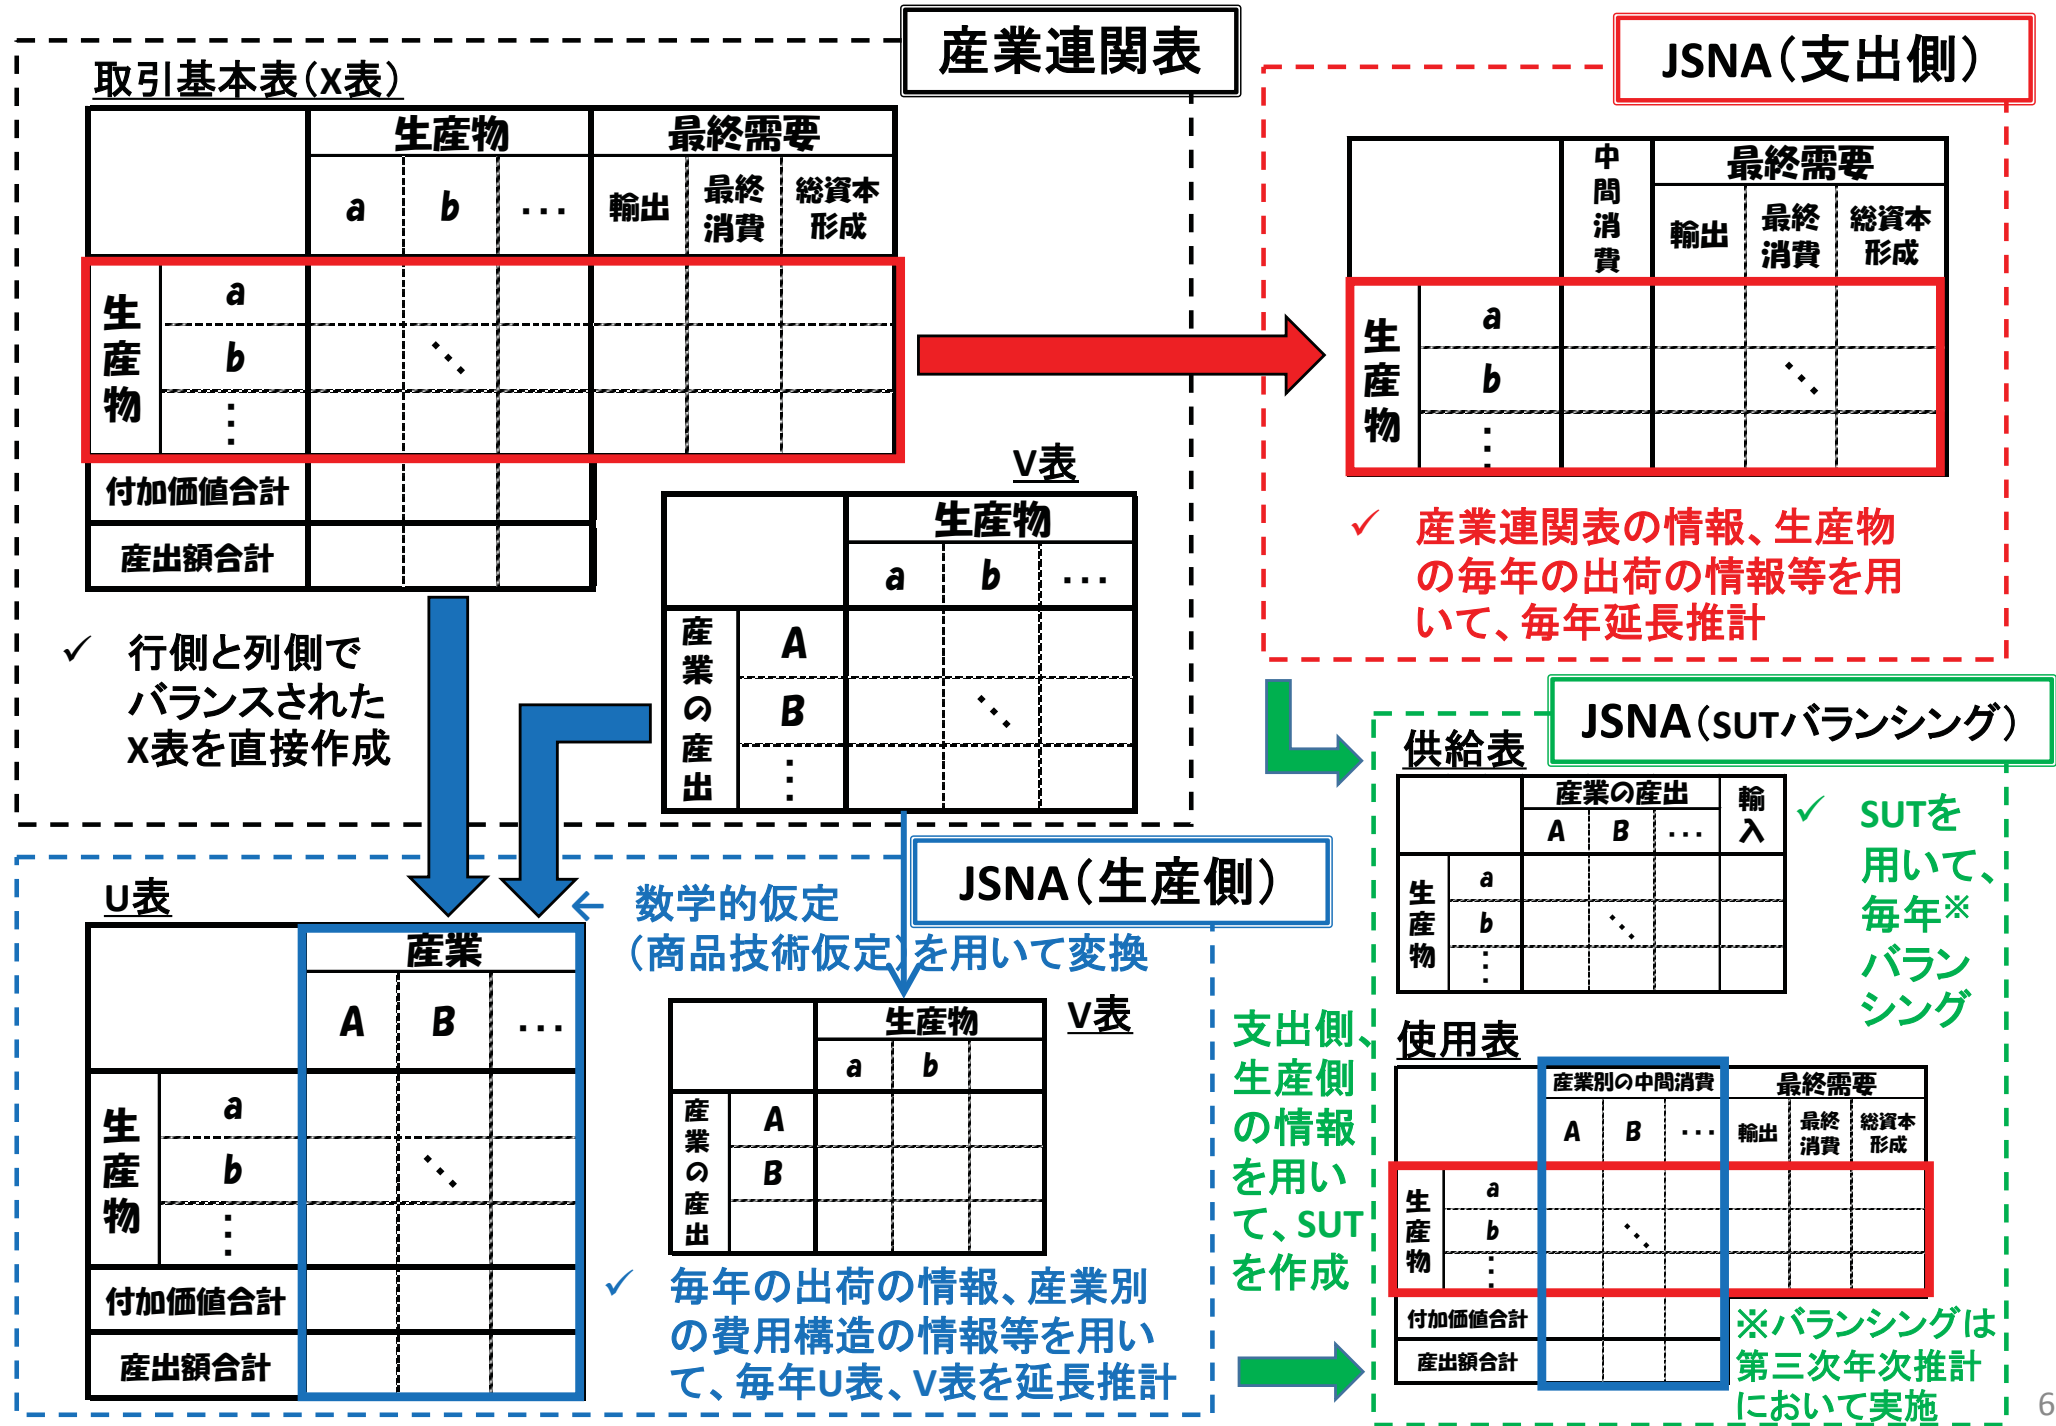 産業連関表
取引基本表（X表）
生産物 最終需要
a b ・・・ 輸出 最終消費 総資本形成
生産物
a
b
⋮
付加価値合計
産出額合計
✓ 行側と列側で
バランスされた
X表を直接作成
V表
生産物
a b ・・・
産業の産出
A
B
⋮
JSNA（支出側）
中間消費 最終需要
輸出 最終消費 総資本形成
生産物
a
b
⋮
✓ 産業連関表の情報、生産物
の毎年の出荷の情報等を用
いて、毎年延長推計
JSNA（生産側）
U表
← 数学的仮定
（商品技術仮定）を用いて変換
産業
A B ・・・
生産物
a
b
⋮
付加価値合計
産出額合計
V表
生産物
a b
産業の産出
A
B
✓ 毎年の出荷の情報、産業別
の費用構造の情報等を用い
て、毎年U表、V表を延長推計
支出側、
生産側
の情報
を用い
て、SUT
を作成
JSNA（SUTバランシング）
供給表
産業の産出 輸入
A B ・・・
生産物
a
b
⋮
✓ SUTを
用いて、
毎年※
バラン
シング
使用表
産業別の中間消費 最終需要
A B ・・・ 輸出 最終消費 総資本形成
生産物
a
b
⋮
付加価値合計
産出額合計
※バランシングは
第三次年次推計
において実施
6